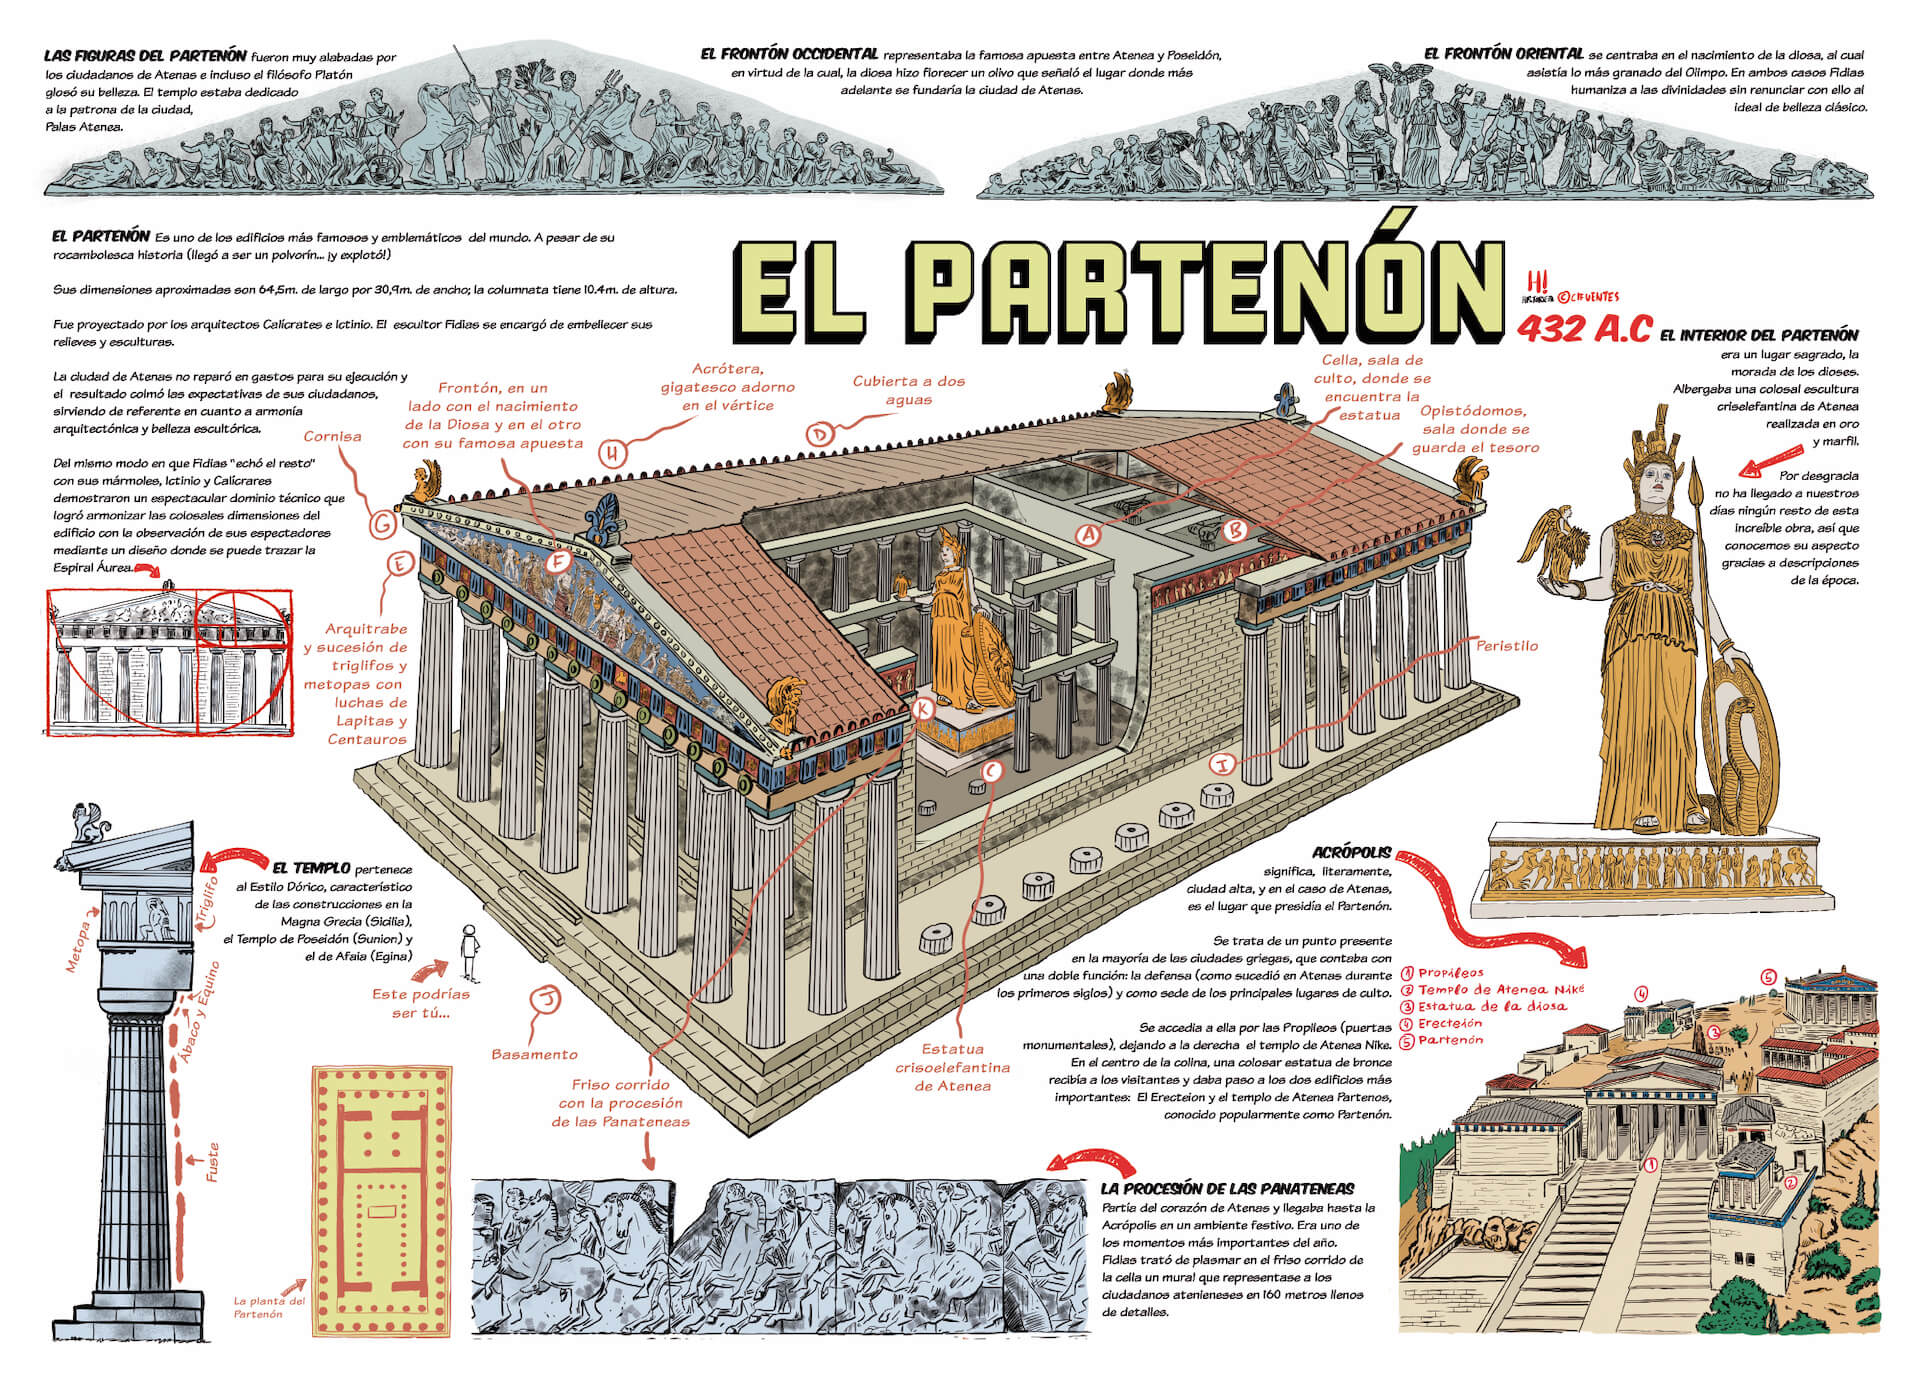 LAS FIGURAS DEL PARTENÓN fueron muy alabadas por
los ciudadanos de Atenas e incluso el filósofo Platón
glosó su belleza. El templo estaba dedicado
a la patrona de la ciudad,
Palas Atenea.
EL FRONTÓN OCCIDENTAL representaba la famosa apuesta entre Atenea y Poseidón,
en virtud de la cual, la diosa hizo florecer un olivo que señaló el lugar donde más
adelante se fundaría la ciudad de Atenas.
EL FRONTÓN ORIENTAL se centraba en el nacimiento de la diosa, al cual
asistía lo más granado del Olimpo. En ambos casos Fidias
humaniza a las divinidades sin renunciar con ello al
ideal de belleza clásico.
EL PARTENÓN Es uno de los edificios más famosos y emblemáticos del mundo. A pesar de su
rocambolesca historia (llegó a ser un polvorín... ¡y explotó!)
Sus dimensiones aproximadas son 64,5m. de largo por 30,9m. de ancho; la columnata tiene 10.4m. de altura.
Fue proyectado por los arquitectos Calícrates e Ictinio. El escultor Fidias se encargó de embellecer sus
relieves y esculturas.
La ciudad de Atenas no reparó en gastos para su ejecución y
el resultado colmó las expectativas de sus ciudadanos,
sirviendo de referente en cuanto a armonía
arquitectónica y belleza escultórica.
Del mismo modo en que Fidias "echó el resto"
con sus mármoles, Ictinio y Calícrares
demostraron un espectacular dominio técnico que
logró armonizar las colosales dimensiones del
edificio con la observación de sus espectadores
mediante un diseño donde se puede trazar la
Espiral Áurea.
EL PARTENÓN
H!
©CIFUENTES
432 A.C
EL INTERIOR DEL PARTENÓN
era un lugar sagrado, la
morada de los dioses.
Albergaba una colosal escultura
criselefantina de Atenea
realizada en oro
y marfil.
Por desgracia
no ha llegado a nuestros
días ningún resto de esta
increíble obra, así que
conocemos su aspecto
gracias a descripciones
de la época.
Cornisa
Frontón, en un
lado con el nacimiento
de la Diosa y en el otro
con su famosa apuesta
Acrótera,
gigatesco adorno
en el vértice
Cubierta a dos
aguas
Cella, sala de
culto, donde se
encuentra la
estatua
Opistódomos,
sala donde se
guarda el tesoro
H
D
G
E
F
A
B
K
C
I
J
Arquitrabe
y sucesión de
triglifos y
metopas con
luchas de
Lapitas y
Centauros
Peristilo
EL TEMPLO pertenece
al Estilo Dórico, característico
de las construcciones en la
Magna Grecia (Sicilia),
el Templo de Poseidón (Sunion) y
el de Afaia (Egina)
Metopa
Triglifo
Ábaco y Equino
Fuste
Este podrías
ser tú...
Basamento
Friso corrido
con la procesión
de las Panateneas
Estatua
crisoelefantina
de Atenea
La planta del
Partenón
ACRÓPOLIS
significa, literamente,
ciudad alta, y en el caso de Atenas,
es el lugar que presidía el Partenón.
Se trata de un punto presente
en la mayoría de las ciudades griegas, que contaba con
una doble función: la defensa (como sucedió en Atenas durante
los primeros siglos) y como sede de los principales lugares de culto.
Se accedia a ella por las Propileos (puertas
monumentales), dejando a la derecha el templo de Atenea Nike.
En el centro de la colina, una colosar estatua de bronce
recibía a los visitantes y daba paso a los dos edificios más
importantes: El Erecteion y el templo de Atenea Partenos,
conocido popularmente como Partenón.
1 Propileos
2 Templo de Atenea Niké
3 Estatua de la diosa
4 Erecteión
5 Partenón
4
5
3
1
2
LA PROCESIÓN DE LAS PANATENEAS
Partía del corazón de Atenas y llegaba hasta la
Acrópolis en un ambiente festivo. Era uno de
los momentos más importantes del año.
Fidias trató de plasmar en el friso corrido de
la cella un mural que representase a los
ciudadanos atenieneses en 160 metros llenos
de detalles.